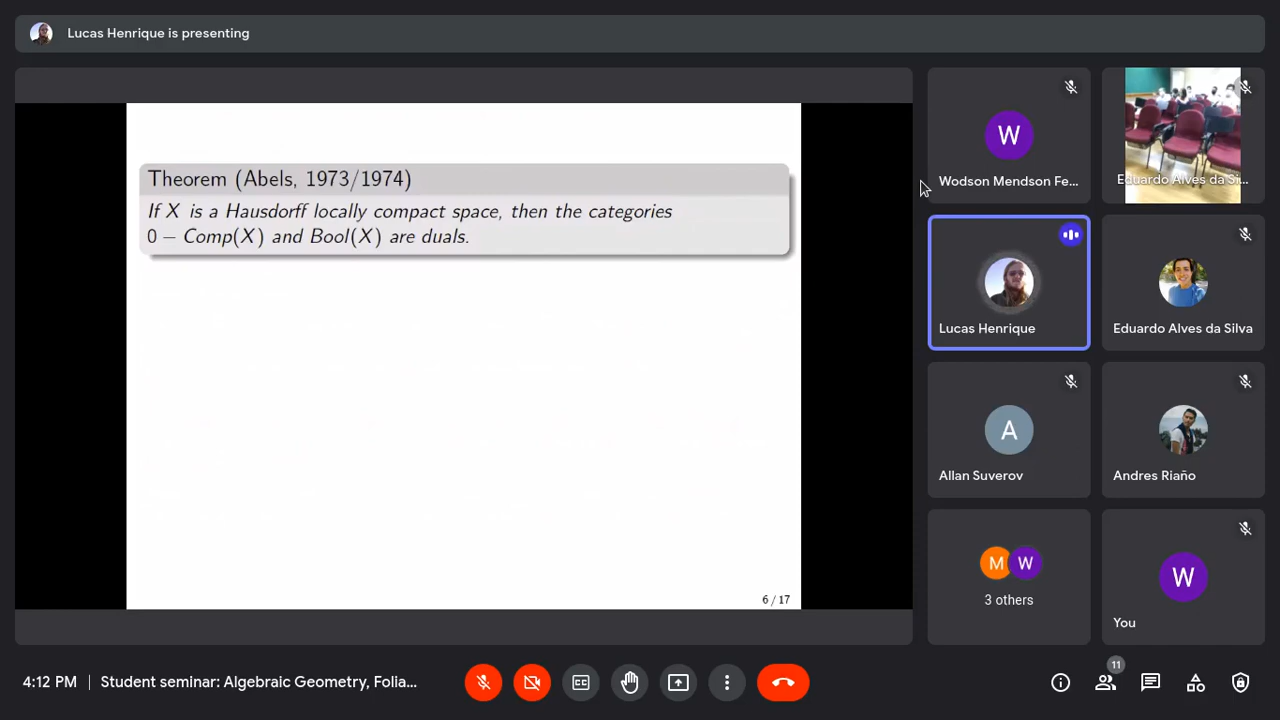 Lucas Henrique is presenting
Theorem (Abels, 1973/1974)
If X is a Hausdorff locally compact space, then the categories
0 − Comp(X) and Bool(X) are duals.
6 / 17
W
Wodson Mendson Fe...
Eduardo Alves da Si...
Lucas Henrique
Eduardo Alves da Silva
A
Allan Suverov
Andres Riaño
M W
3 others
W
You
4:12 PM | Student seminar: Algebraic Geometry, Folia...
CC
11